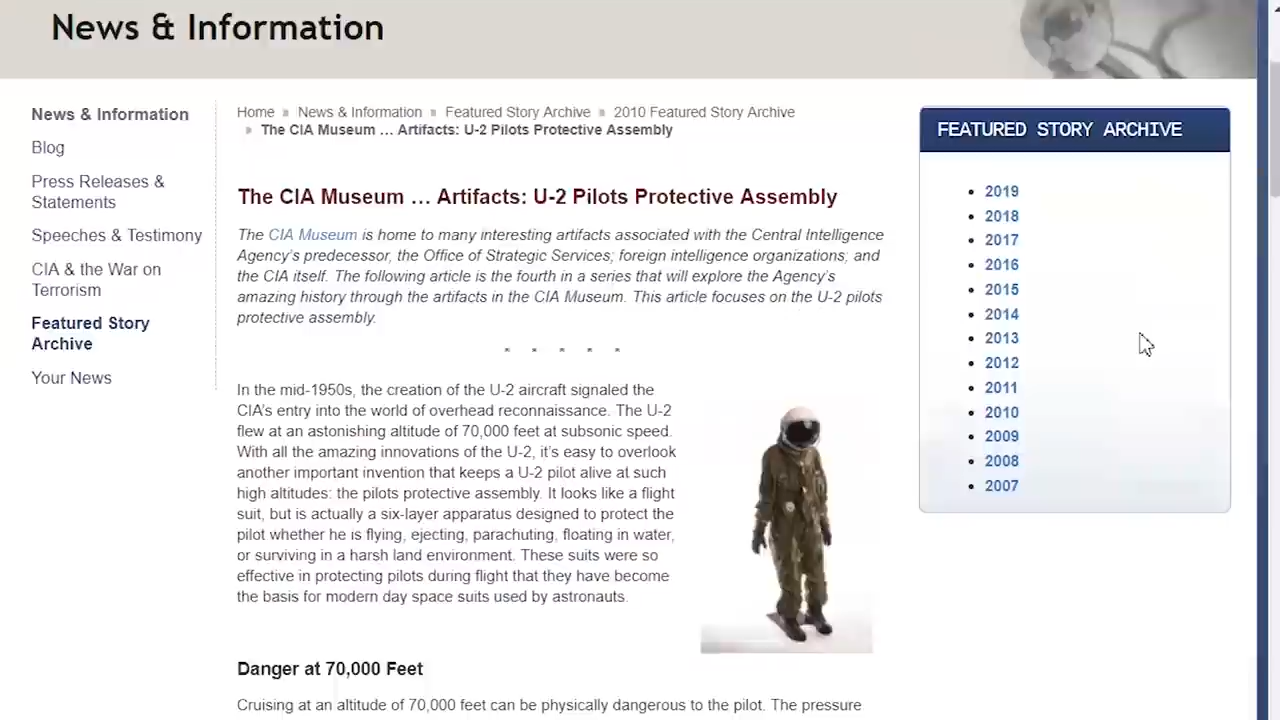 News & Information
News & Information
Blog
Press Releases &
Statements
Speeches & Testimony
CIA & the War on
Terrorism
Featured Story
Archive
Your News
Home » News & Information » Featured Story Archive » 2010 Featured Story Archive
» The CIA Museum … Artifacts: U-2 Pilots Protective Assembly
The CIA Museum … Artifacts: U-2 Pilots Protective Assembly
The CIA Museum is home to many interesting artifacts associated with the Central Intelligence
Agency's predecessor, the Office of Strategic Services; foreign intelligence organizations; and
the CIA itself. The following article is the fourth in a series that will explore the Agency's
amazing history through the artifacts in the CIA Museum. This article focuses on the U-2 pilots
protective assembly.
* * * * *
In the mid-1950s, the creation of the U-2 aircraft signaled the
CIA's entry into the world of overhead reconnaissance. The U-2
flew at an astonishing altitude of 70,000 feet at subsonic speed.
With all the amazing innovations of the U-2, it's easy to overlook
another important invention that keeps a U-2 pilot alive at such
high altitudes: the pilots protective assembly. It looks like a flight
suit, but is actually a six-layer apparatus designed to protect the
pilot whether he is flying, ejecting, parachuting, floating in water,
or surviving in a harsh land environment. These suits were so
effective in protecting pilots during flight that they have become
the basis for modern day space suits used by astronauts.
Danger at 70,000 Feet
Cruising at an altitude of 70,000 feet can be physically dangerous to the pilot. The pressure
FEATURED STORY ARCHIVE
• 2019
• 2018
• 2017
• 2016
• 2015
• 2014
• 2013
• 2012
• 2011
• 2010
• 2009
• 2008
• 2007